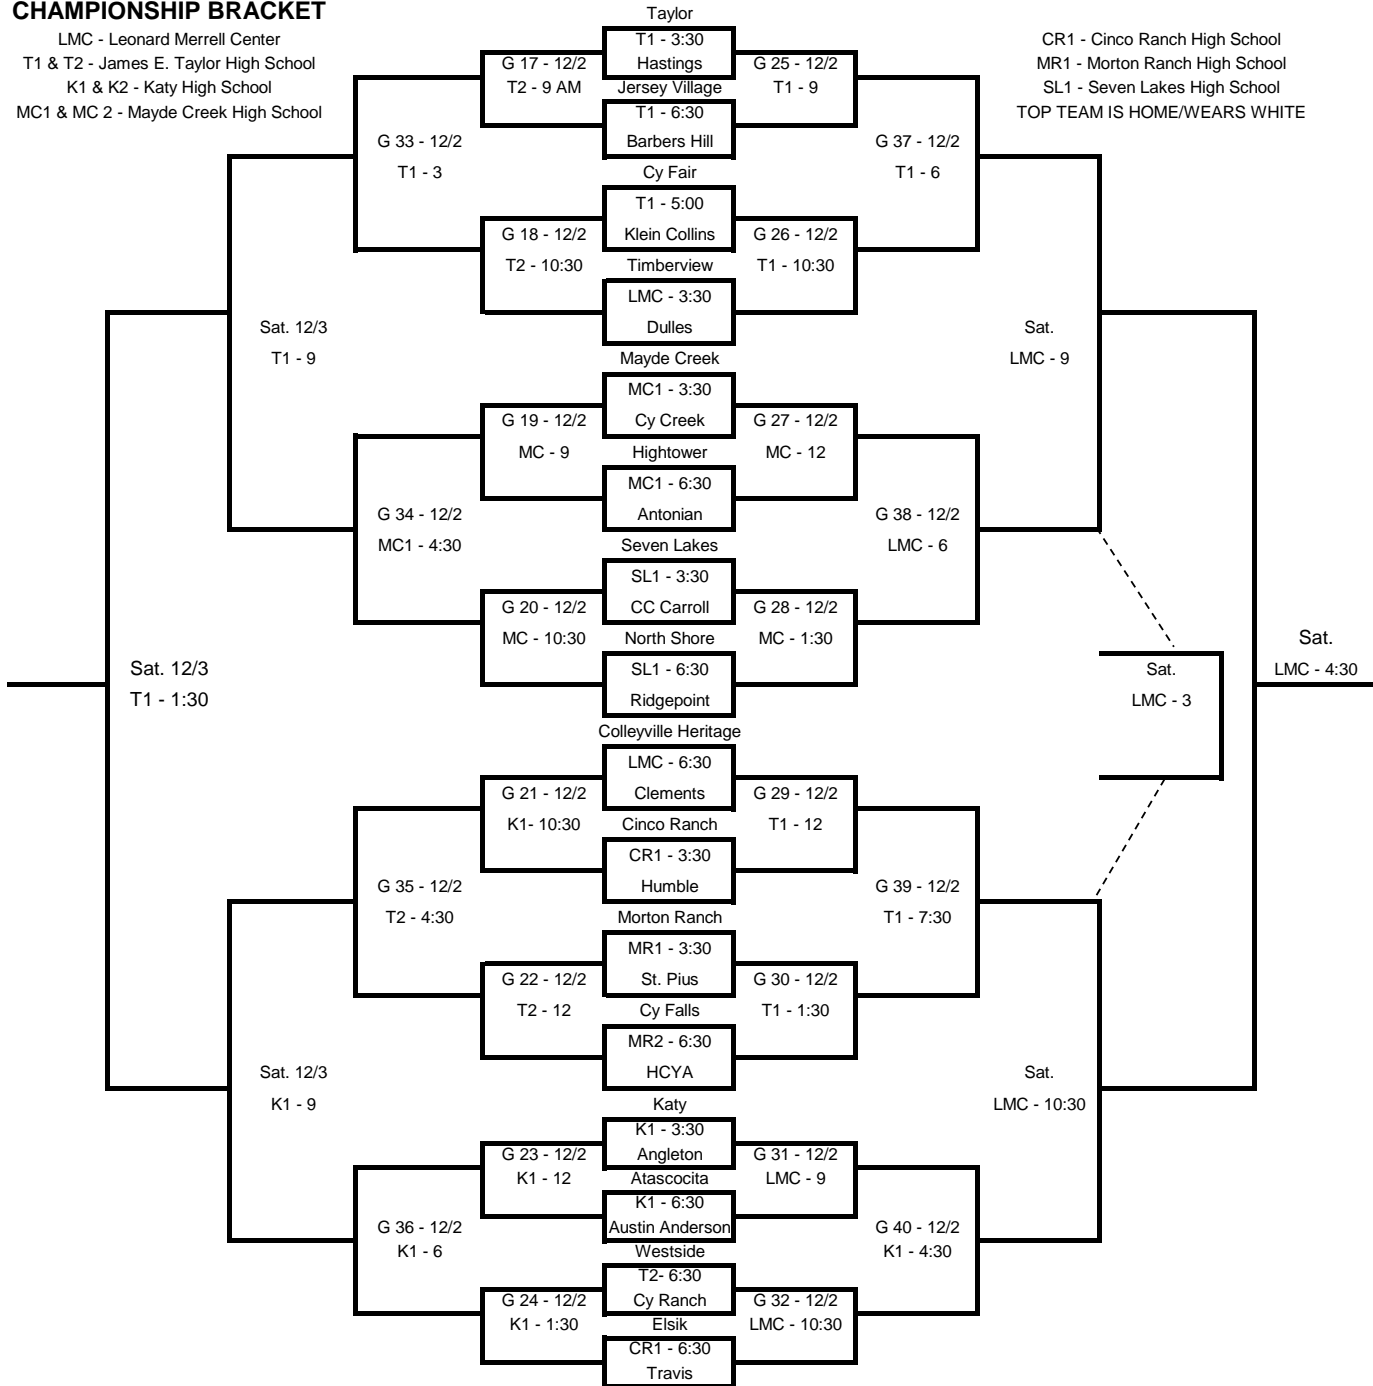 CHAMPIONSHIP BRACKET
LMC - Leonard Merrell Center
T1 & T2 - James E. Taylor High School
K1 & K2 - Katy High School
MC1 & MC 2 - Mayde Creek High School
CR1 - Cinco Ranch High School
MR1 - Morton Ranch High School
SL1 - Seven Lakes High School
TOP TEAM IS HOME/WEARS WHITE
Taylor
T1 - 3:30
Hastings
Jersey Village
T1 - 6:30
Barbers Hill
Cy Fair
T1 - 5:00
Klein Collins
Timberview
LMC - 3:30
Dulles
Mayde Creek
MC1 - 3:30
Cy Creek
Hightower
MC1 - 6:30
Antonian
Seven Lakes
SL1 - 3:30
CC Carroll
North Shore
SL1 - 6:30
Ridgepoint
Colleyville Heritage
LMC - 6:30
Clements
Cinco Ranch
CR1 - 3:30
Humble
Morton Ranch
MR1 - 3:30
St. Pius
Cy Falls
MR2 - 6:30
HCYA
Katy
K1 - 3:30
Angleton
Atascocita
K1 - 6:30
Austin Anderson
Westside
T2- 6:30
Cy Ranch
Elsik
CR1 - 6:30
Travis
G 17 - 12/2
T2 - 9 AM
G 18 - 12/2
T2 - 10:30
G 19 - 12/2
MC - 9
G 20 - 12/2
MC - 10:30
G 21 - 12/2
K1- 10:30
G 22 - 12/2
T2 - 12
G 23 - 12/2
K1 - 12
G 24 - 12/2
K1 - 1:30
G 33 - 12/2
T1 - 3
G 34 - 12/2
MC1 - 4:30
G 35 - 12/2
T2 - 4:30
G 36 - 12/2
K1 - 6
Sat. 12/3
T1 - 9
Sat. 12/3
K1 - 9
Sat. 12/3
T1 - 1:30
G 25 - 12/2
T1 - 9
G 26 - 12/2
T1 - 10:30
G 27 - 12/2
MC - 12
G 28 - 12/2
MC - 1:30
G 29 - 12/2
T1 - 12
G 30 - 12/2
T1 - 1:30
G 31 - 12/2
LMC - 9
G 32 - 12/2
LMC - 10:30
G 37 - 12/2
T1 - 6
G 38 - 12/2
LMC - 6
G 39 - 12/2
T1 - 7:30
G 40 - 12/2
K1 - 4:30
Sat.
LMC - 9
Sat.
LMC - 10:30
Sat.
LMC - 3
Sat.
LMC - 4:30